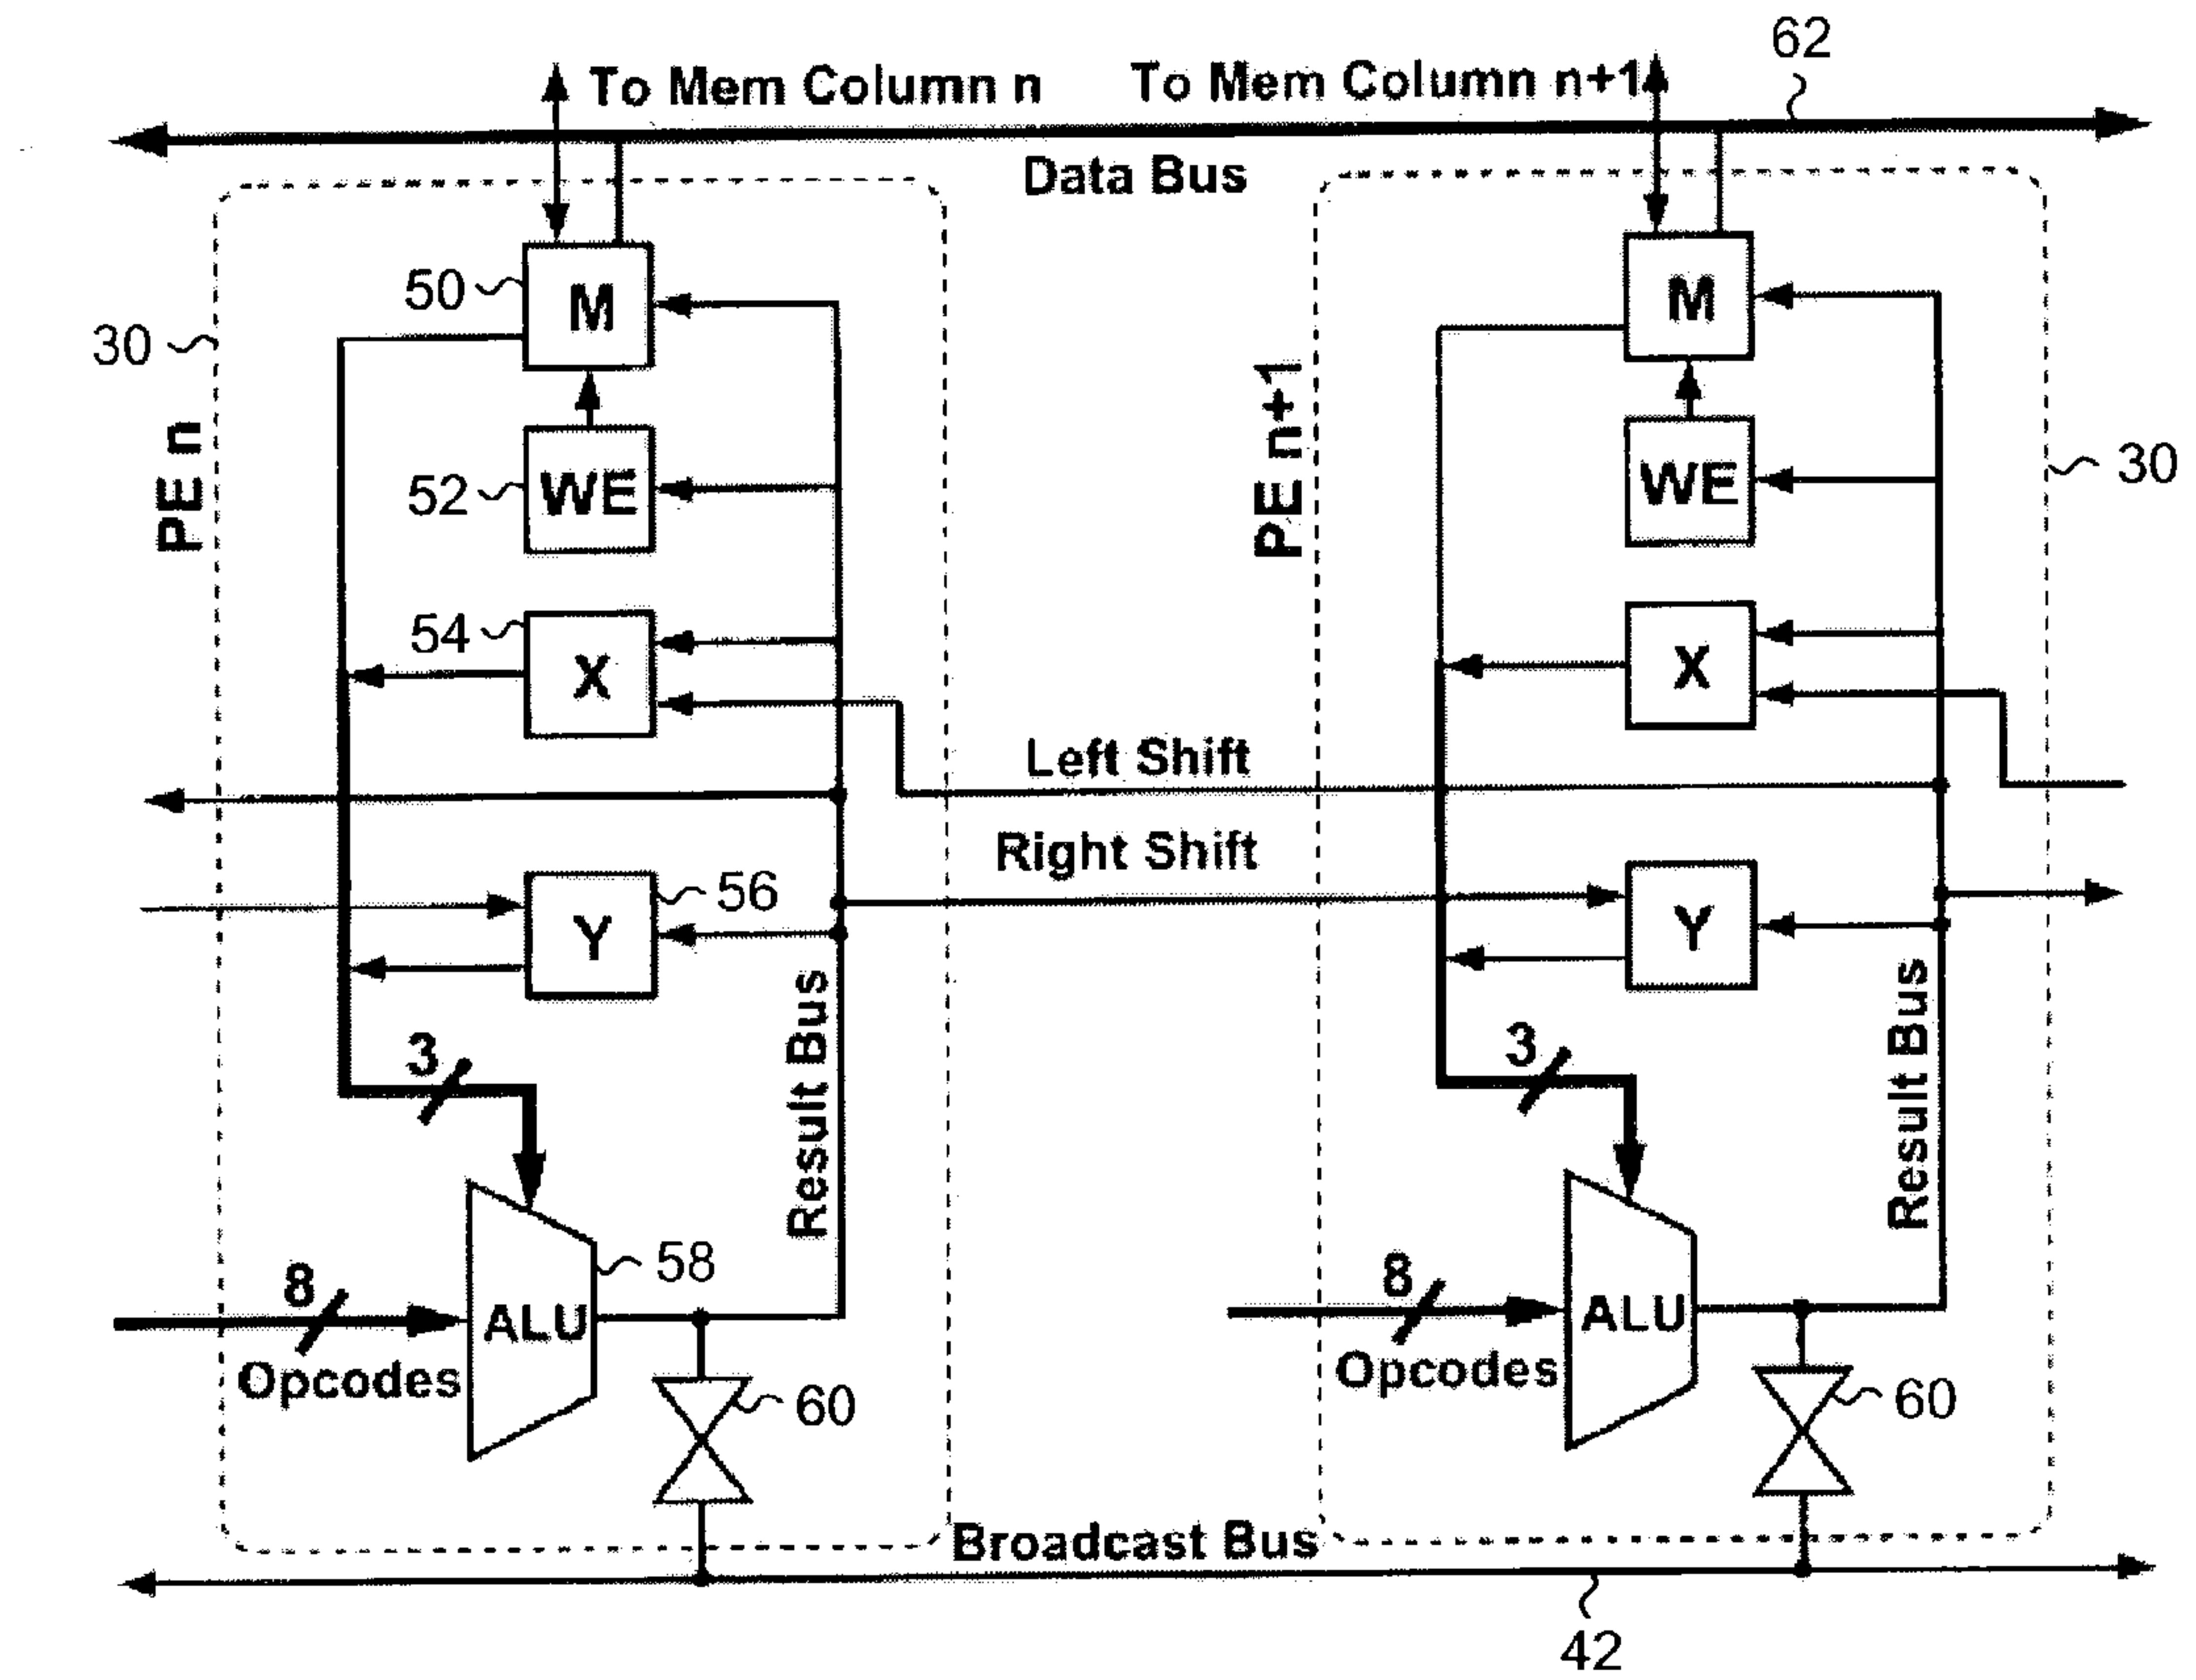 62
To Mem Column n
To Mem Column n+1
Data Bus
50
M
M
30
PE n
PE n+1
52
WE
WE
30
54
X
X
Left Shift
Right Shift
56
Y
Y
3
3
Result Bus
Result Bus
58
8
8
ALU
ALU
Opcodes
Opcodes
60
60
Broadcast Bus
42